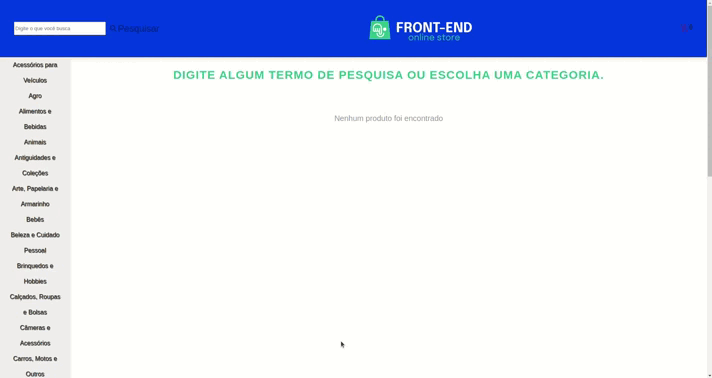 Digite o que você busca
Pesquisar
FRONT-END
online store
0
DIGITE ALGUM TERMO DE PESQUISA OU ESCOLHA UMA CATEGORIA.
Nenhum produto foi encontrado
Acessórios para
Veículos
Agro
Alimentos e
Bebidas
Animais
Antiguidades e
Coleções
Arte, Papelaria e
Armarinho
Bebês
Beleza e Cuidado
Pessoal
Brinquedos e
Hobbies
Calçados, Roupas
e Bolsas
Câmeras e
Acessórios
Carros, Motos e
Outros